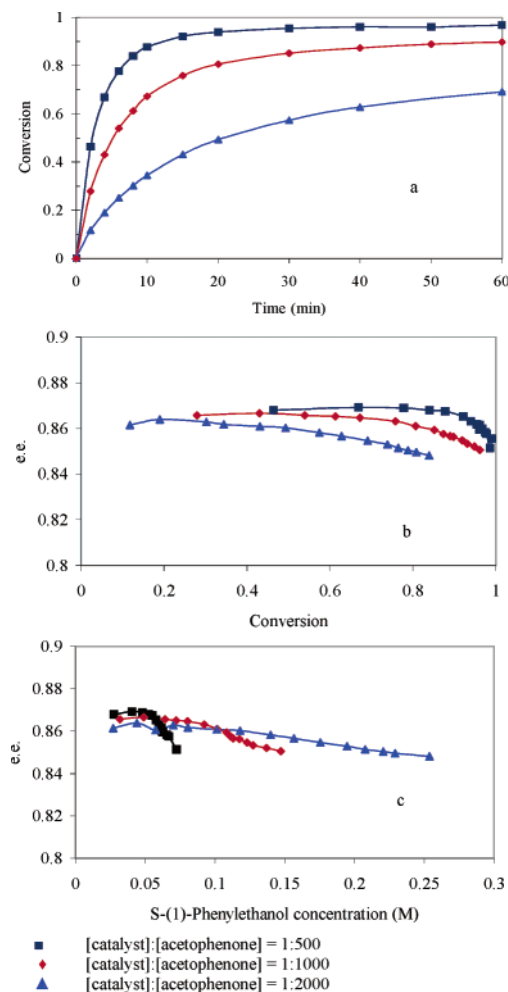 1
0.8
0.6
0.4
0.2
0
Conversion
a
0 10 20 30 40 50 60
Time (min)
0.9
0.88
0.86
0.84
0.82
0.8
e.e.
b
0 0.2 0.4 0.6 0.8 1
Conversion
0.9
0.88
0.86
0.84
0.82
0.8
e.e.
c
0 0.05 0.1 0.15 0.2 0.25 0.3
S-(1)-Phenylethanol concentration (M)
[catalyst]:[acetophenone] = 1:500
[catalyst]:[acetophenone] = 1:1000
[catalyst]:[acetophenone] = 1:2000